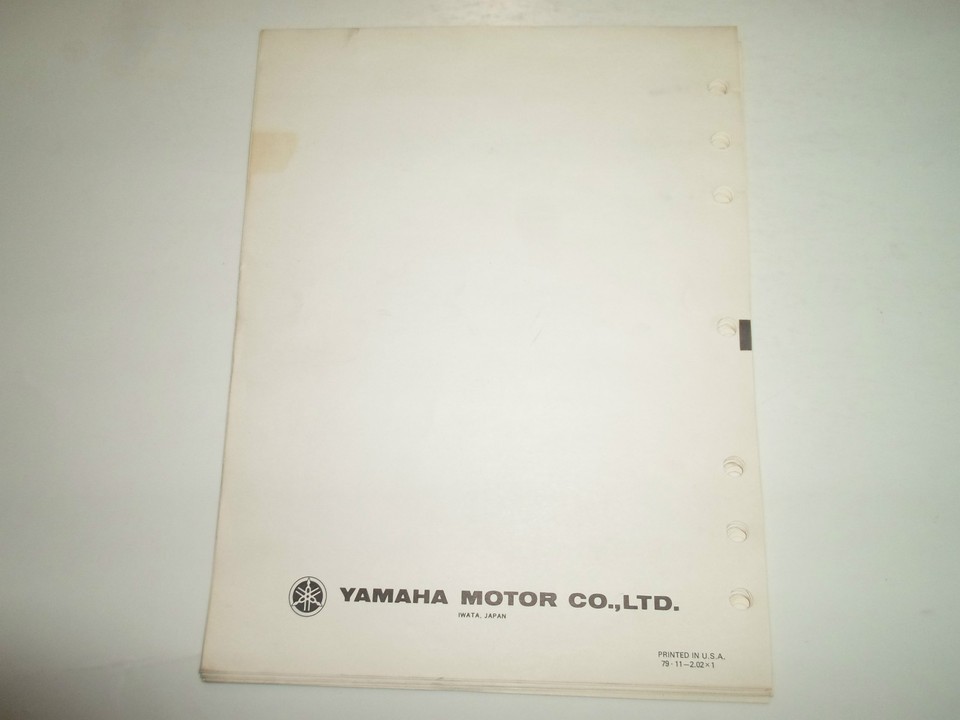 YAMAHA MOTOR CO.,LTD.
IWATA, JAPAN
PRINTED IN U.S.A.
79 · 11 — 2.02 × 1